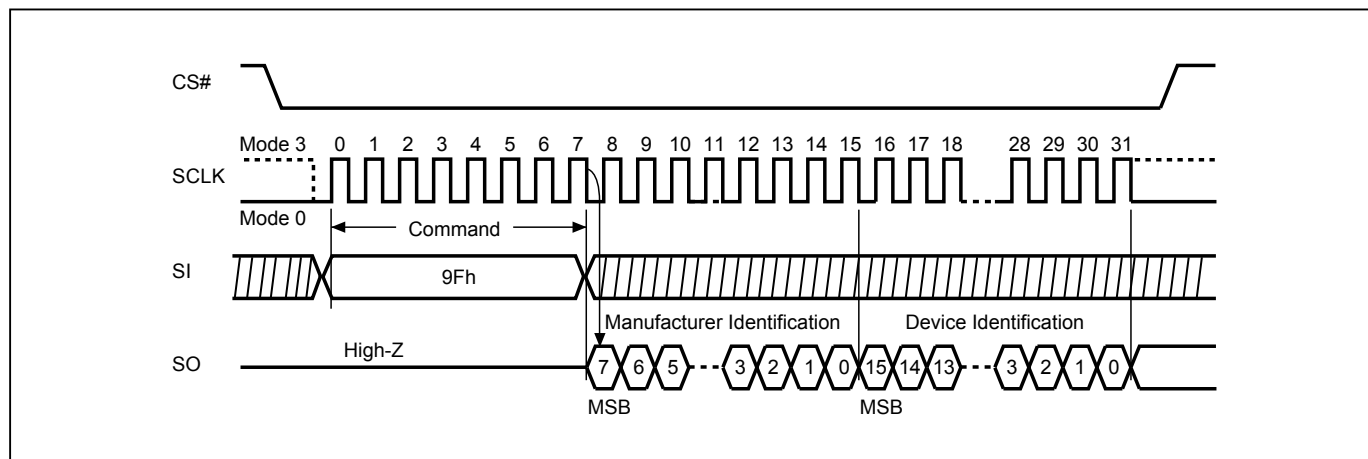 CS#
Mode 3 0 1 2 3 4 5 6 7 8 9 10 11 12 13 14 15 16 17 18 28 29 30 31
SCLK
Mode 0
Command
SI 9Fh
Manufacturer Identification Device Identification
High-Z
SO 7 6 5 3 2 1 0 15 14 13 3 2 1 0
MSB MSB